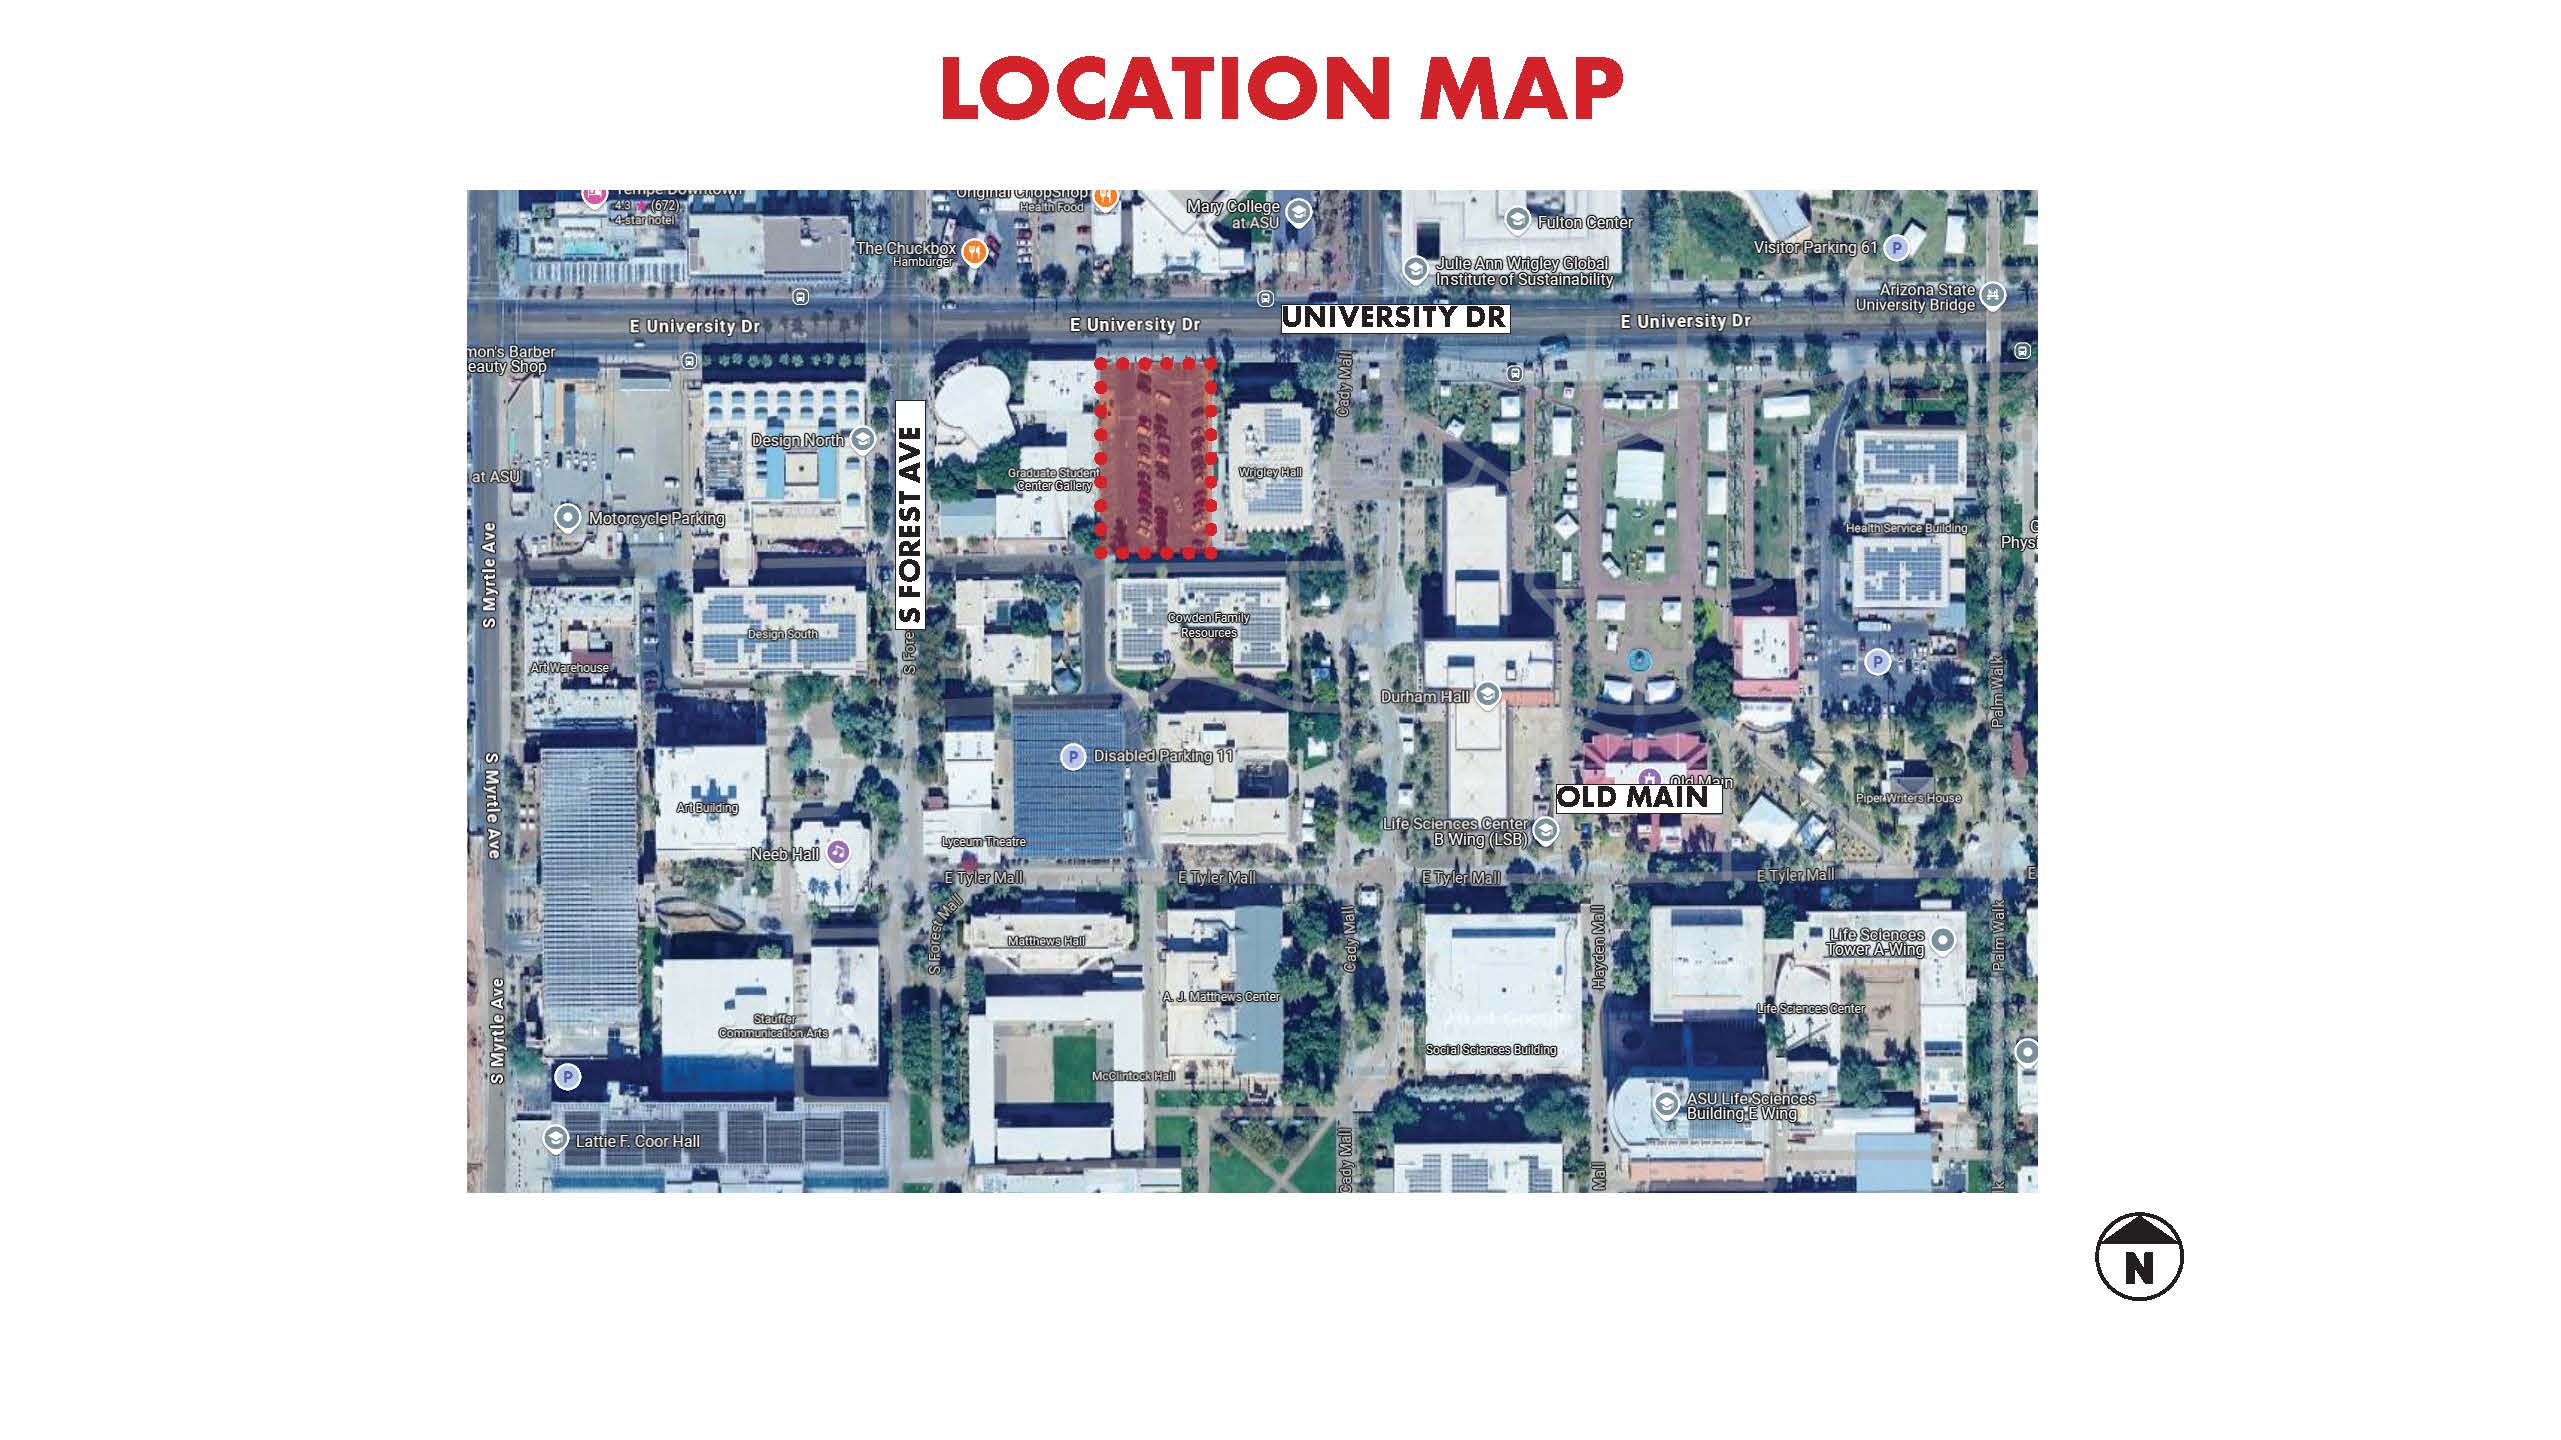 LOCATION MAP
Tempe Downtown
4.3 ★ (672)
4-star hotel
Original ChopShop
Health Food
The Chuckbox
Hamburger
Mary College
at ASU
Fulton Center
Julie Ann Wrigley Global
Institute of Sustainability
Visitor Parking 61
P
Arizona State
University Bridge
E University Dr
E University Dr
UNIVERSITY DR
E University Dr
mon's Barber
eauty Shop
Design North
at ASU
Motorcycle Parking
S Myrtle Ave
S FOREST AVE
S Fore
Graduate Student
Center Gallery
Wrigley Hall
Cady Mall
Health Service Building
Physi
Design South
Art Warehouse
Cowden Family
Resources
Durham Hall
P
Palm Walk
S Myrtle Ave
P
Disabled Parking 11
Old Main
OLD MAIN
Piper Writers House
Art Building
Neeb Hall
Lyceum Theatre
Life Sciences Center
B Wing (LSB)
E Tyler Mall
E Tyler Mall
E Tyler Mall
E Tyler Mall
E
S Forest Mall
Matthews Hall
Cady Mall
Hayden Mall
Life Sciences
Tower A-Wing
Palm Walk
S Myrtle Ave
Stauffer
Communication Arts
A. J. Matthews Center
Life Sciences Center
Social Sciences Building
McClintock Hall
P
Lattie F. Coor Hall
Cady Mall
Mall
ASU Life Sciences
Building E Wing
lk
N